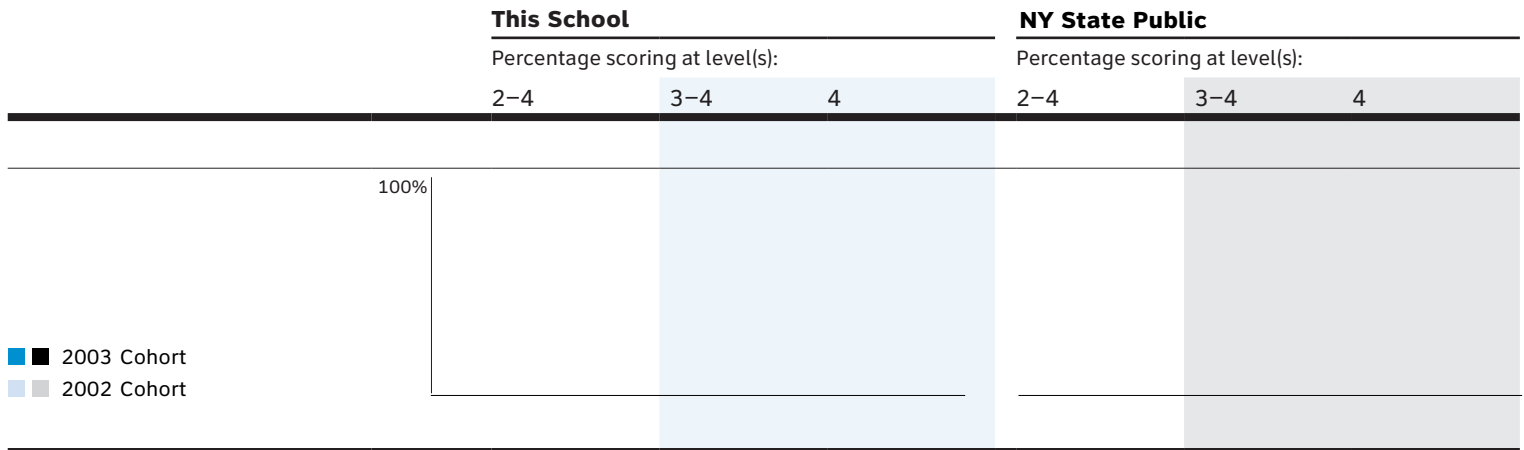 This School NY State Public
Percentage scoring at level(s): Percentage scoring at level(s):
2–4 3–4 4 2–4 3–4 4
100%
2003 Cohort
2002 Cohort